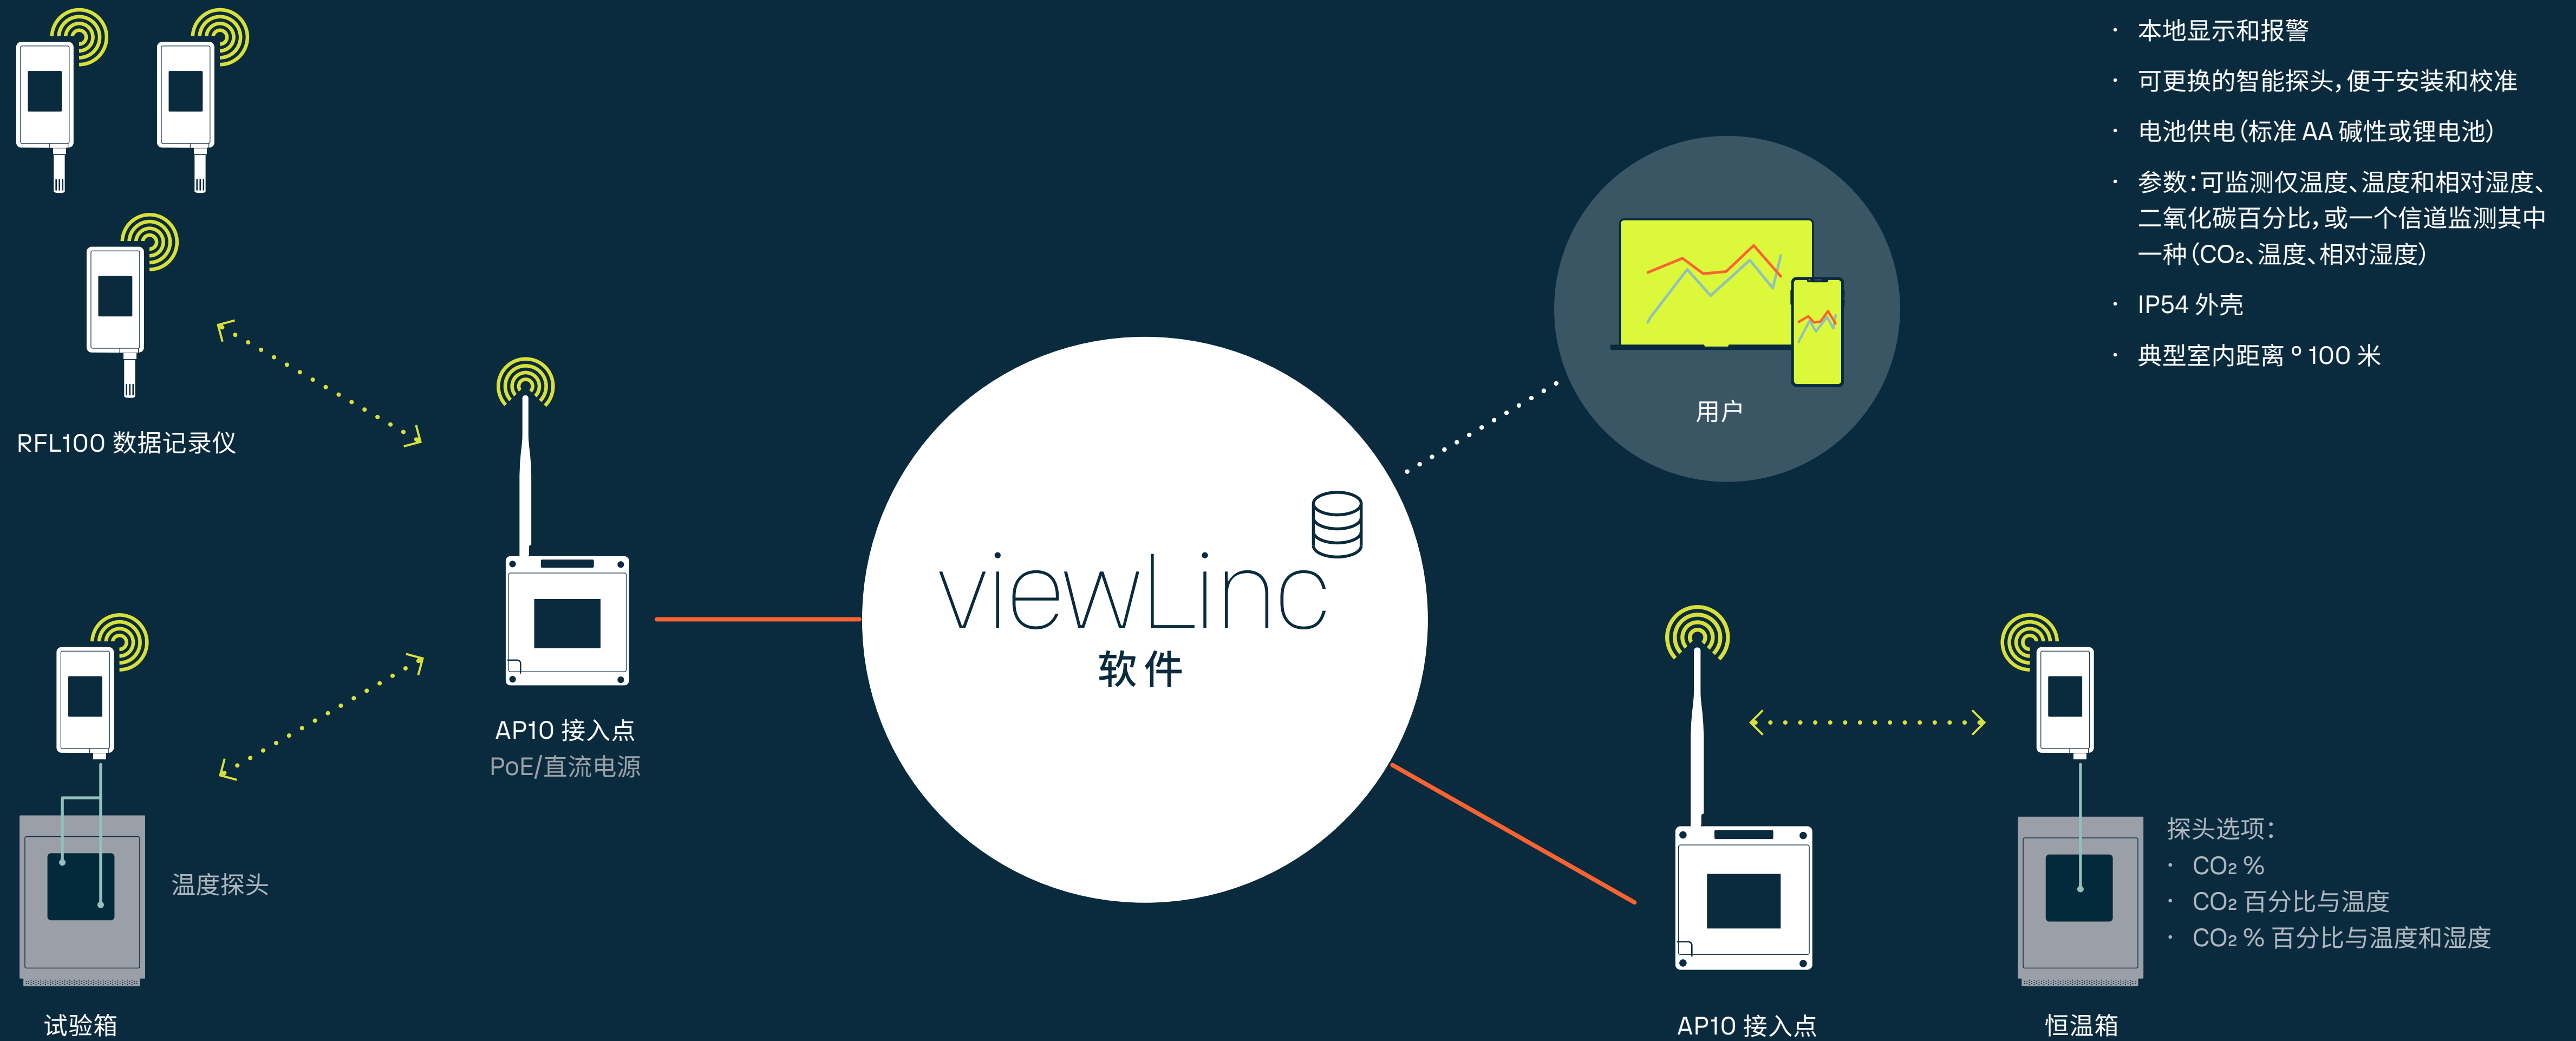 · 本地显示和报警
· 可更换的智能探头，便于安装和校准
· 电池供电（标准 AA 碱性或锂电池）
· 参数：可监测仅温度、温度和相对湿度、
二氧化碳百分比，或一个信道监测其中
一种（CO₂、温度、相对湿度）
· IP54 外壳
· 典型室内距离 º 100 米
用户
RFL100 数据记录仪
viewLinc
软件
AP10 接入点
PoE/直流电源
温度探头
试验箱
AP10 接入点
探头选项：
· CO₂ %
· CO₂ 百分比与温度
· CO₂ % 百分比与温度和湿度
恒温箱